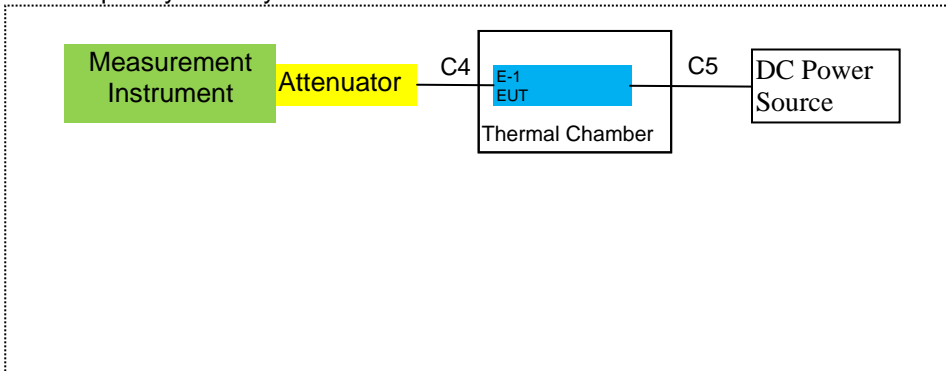 Measurement
Instrument
Attenuator
C4
E-1
EUT
Thermal Chamber
C5
DC Power
Source